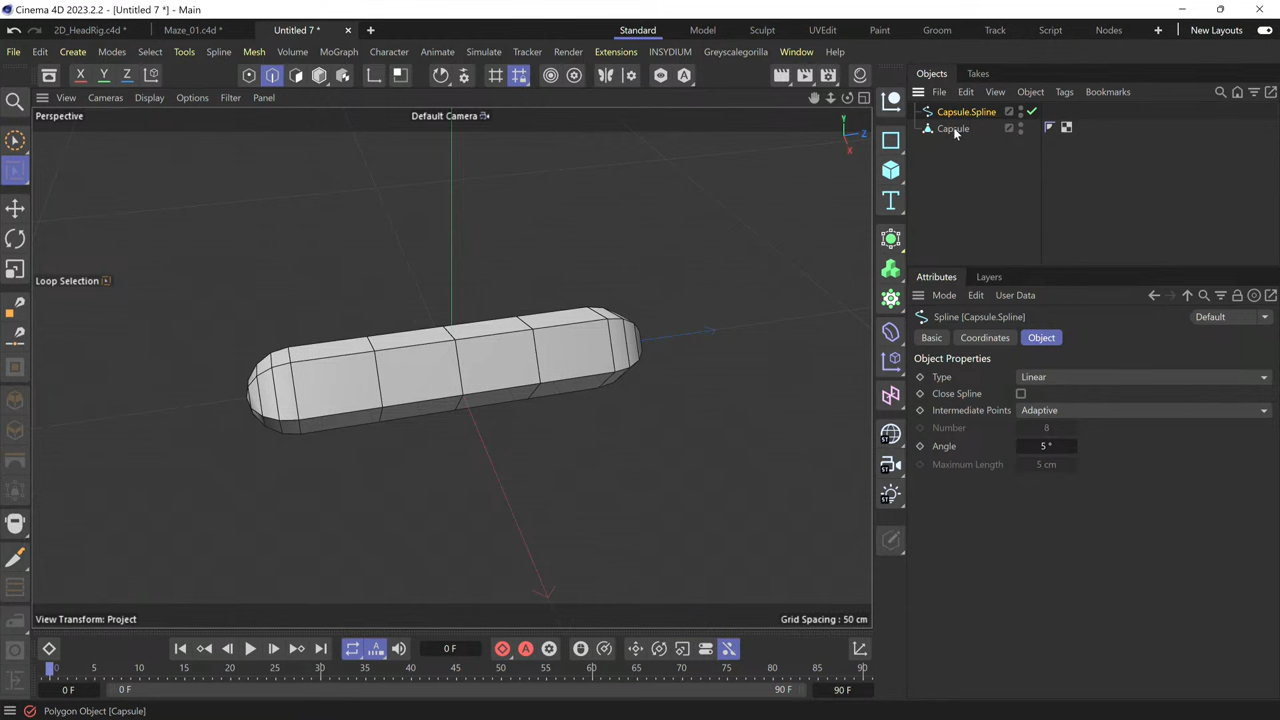 Cinema 4D 2023.2.2 - [Untitled 7 *] - Main
2D_HeadRig.c4d * Maze_01.c4d * Untitled 7 *
Standard Model Sculpt UVEdit Paint Groom Track Script Nodes New Layouts
File Edit Create Modes Select Tools Spline Mesh Volume MoGraph Character Animate Simulate Tracker Render Extensions INSYDIUM Greyscalegorilla Window Help
X Y Z
View Cameras Display Options Filter Panel
Perspective
Default Camera
Y
Z
X
Loop Selection
View Transform: Project
Grid Spacing : 50 cm
T
ST
ST
ST
Objects Takes
File Edit View Object Tags Bookmarks
Capsule.Spline
Capsule
Attributes Layers
Mode Edit User Data
Spline [Capsule.Spline] Default
Basic Coordinates Object
Object Properties
Type Linear
Close Spline
Intermediate Points Adaptive
Number 8
Angle 5 °
Maximum Length 5 cm
0 F
0 5 10 15 20 25 30 35 40 45 50 55 60 65 70 75 80 85 90
0 F 0 F 90 F 90 F
Polygon Object [Capsule]